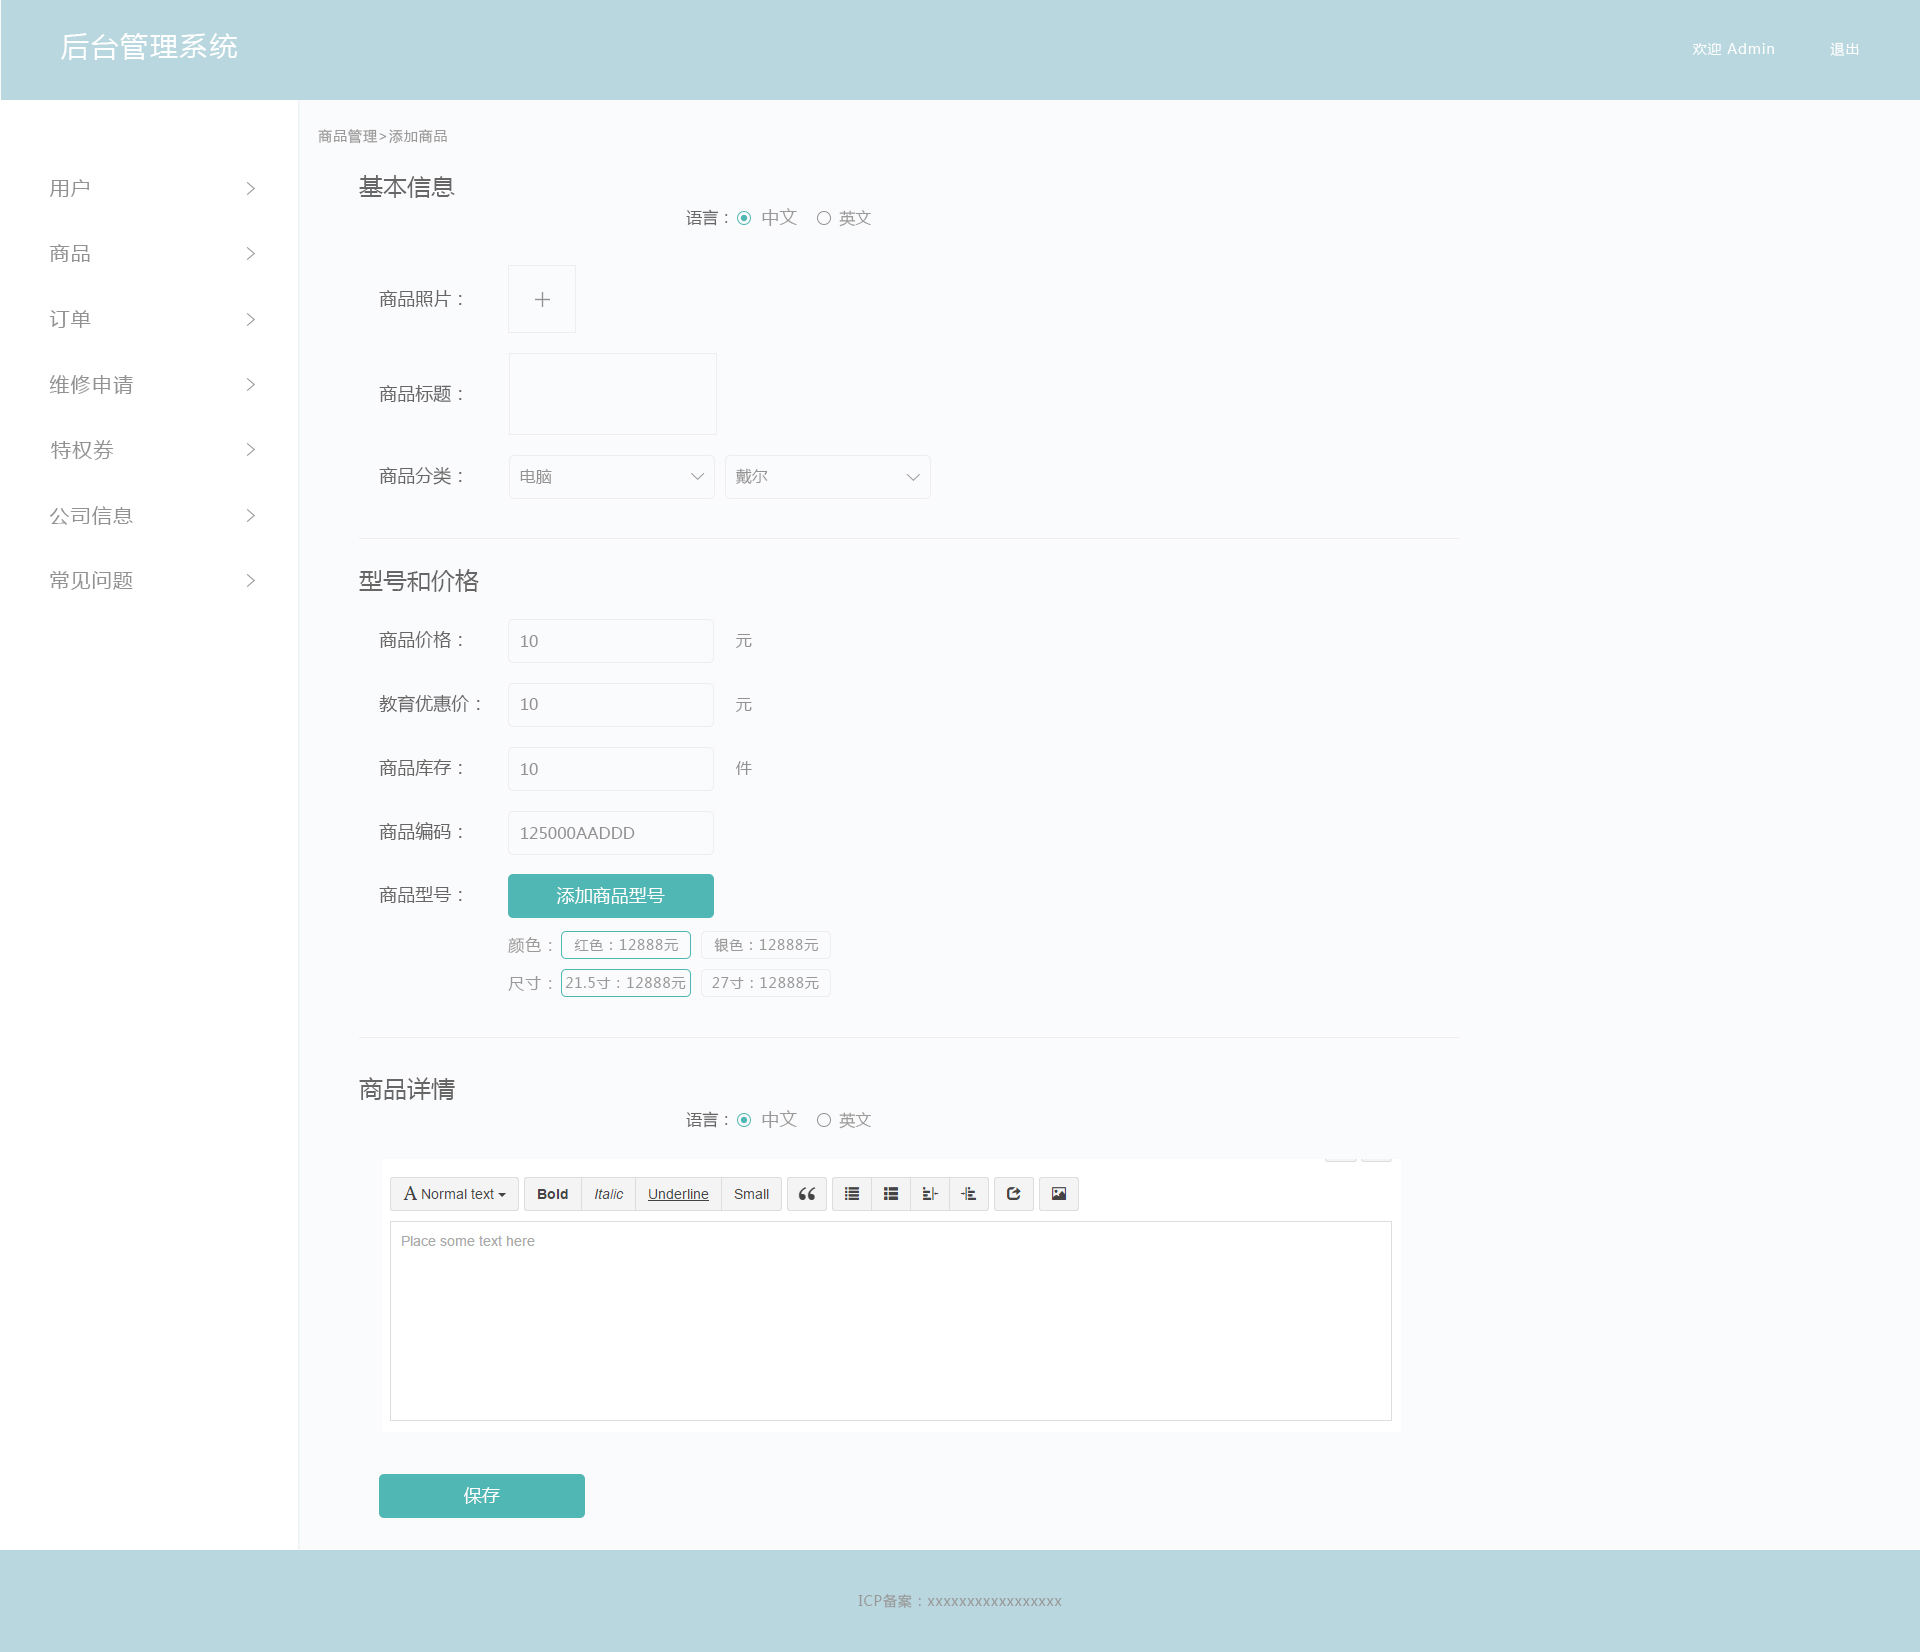 后台管理系统
欢迎 Admin 退出
商品管理>添加商品
用户
商品
订单
维修申请
特权券
公司信息
常见问题
基本信息
语言： 中文 英文
商品照片：
商品标题：
商品分类： 电脑 戴尔
型号和价格
商品价格： 10 元
教育优惠价： 10 元
商品库存： 10 件
商品编码： 125000AADDD
商品型号： 添加商品型号
颜色： 红色：12888元 银色：12888元
尺寸： 21.5寸：12888元 27寸：12888元
商品详情
语言： 中文 英文
A Normal text Bold Italic Underline Small
Place some text here
保存
ICP备案：xxxxxxxxxxxxxxxxx